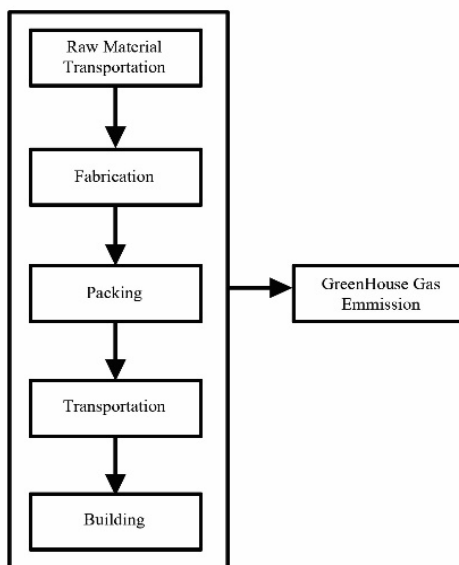 Raw Material
Transportation
Fabrication
Packing
GreenHouse Gas
Emmission
Transportation
Building